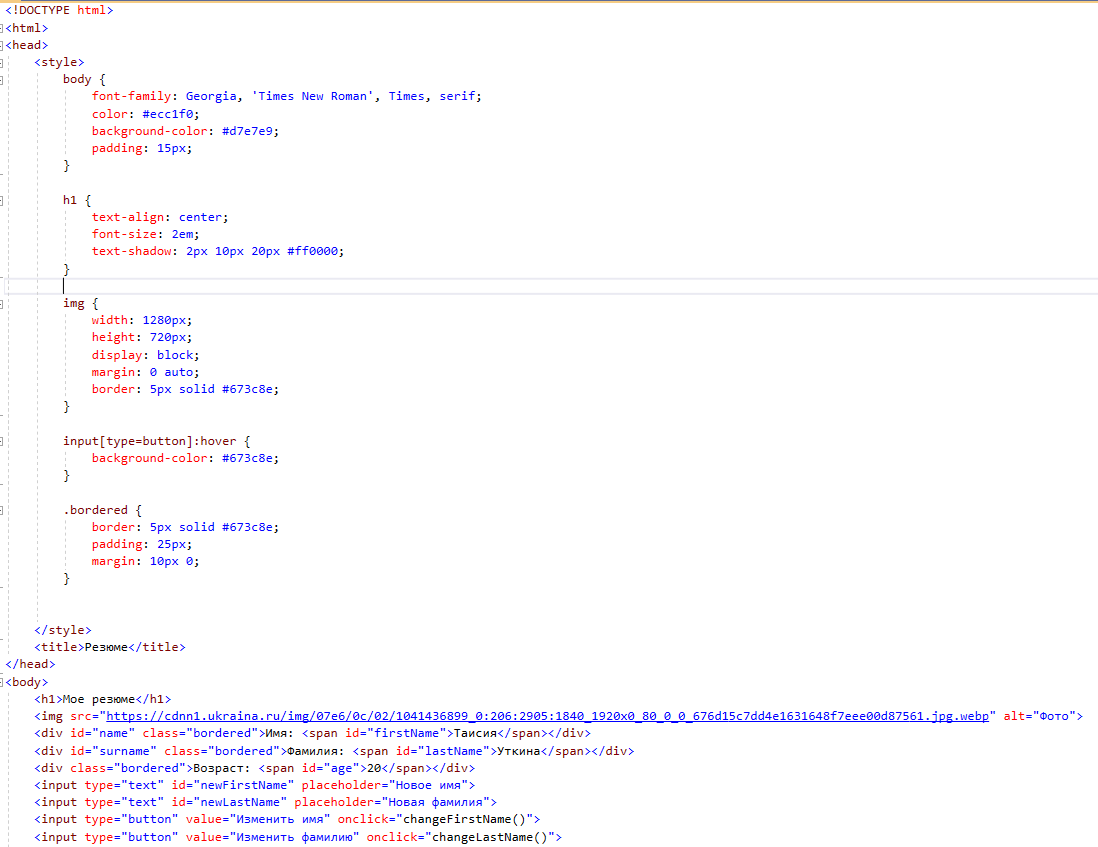 <!DOCTYPE html>
<html>
<head>
    <style>
        body {
            font-family: Georgia, 'Times New Roman', Times, serif;
            color: #ecc1f0;
            background-color: #d7e7e9;
            padding: 15px;
        }

        h1 {
            text-align: center;
            font-size: 2em;
            text-shadow: 2px 10px 20px #ff0000;
        }

        img {
            width: 1280px;
            height: 720px;
            display: block;
            margin: 0 auto;
            border: 5px solid #673c8e;
        }

        input[type=button]:hover {
            background-color: #673c8e;
        }

        .bordered {
            border: 5px solid #673c8e;
            padding: 25px;
            margin: 10px 0;
        }


    </style>
    <title>Резюме</title>
</head>
<body>
    <h1>Мое резюме</h1>
    <img src="https://cdnn1.ukraina.ru/img/07e6/0c/02/1041436899_0:206:2905:1840_1920x0_80_0_0_676d15c7dd4e1631648f7eee00d87561.jpg.webp" alt="Фото">
    <div id="name" class="bordered">Имя: <span id="firstName">Таисия</span></div>
    <div id="surname" class="bordered">Фамилия: <span id="lastName">Уткина</span></div>
    <div class="bordered">Возраст: <span id="age">20</span></div>
    <input type="text" id="newFirstName" placeholder="Новое имя">
    <input type="text" id="newLastName" placeholder="Новая фамилия">
    <input type="button" value="Изменить имя" onclick="changeFirstName()">
    <input type="button" value="Изменить фамилию" onclick="changeLastName()">